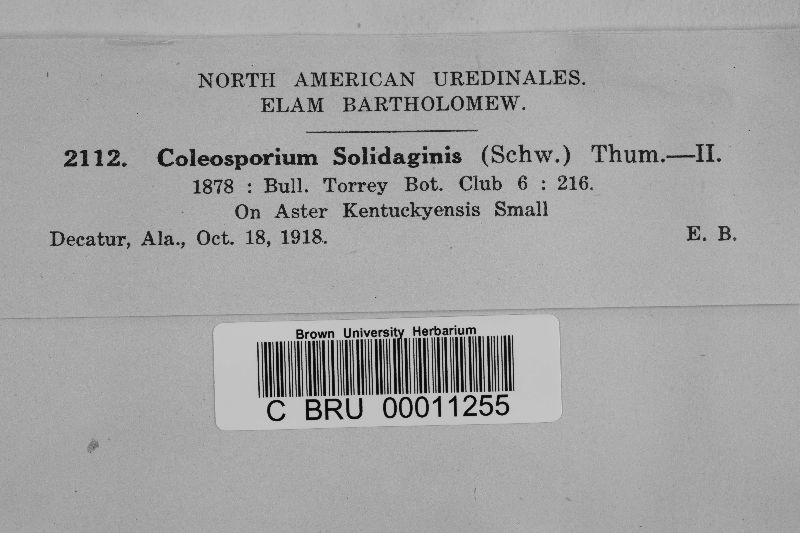 NORTH AMERICAN UREDINALES.
ELAM BARTHOLOMEW.
2112. Coleosporium Solidaginis (Schw.) Thum.—II.
1878 : Bull. Torrey Bot. Club 6 : 216.
On Aster Kentuckyensis Small
Decatur, Ala., Oct. 18, 1918. E. B.
Brown University Herbarium
C BRU 00011255